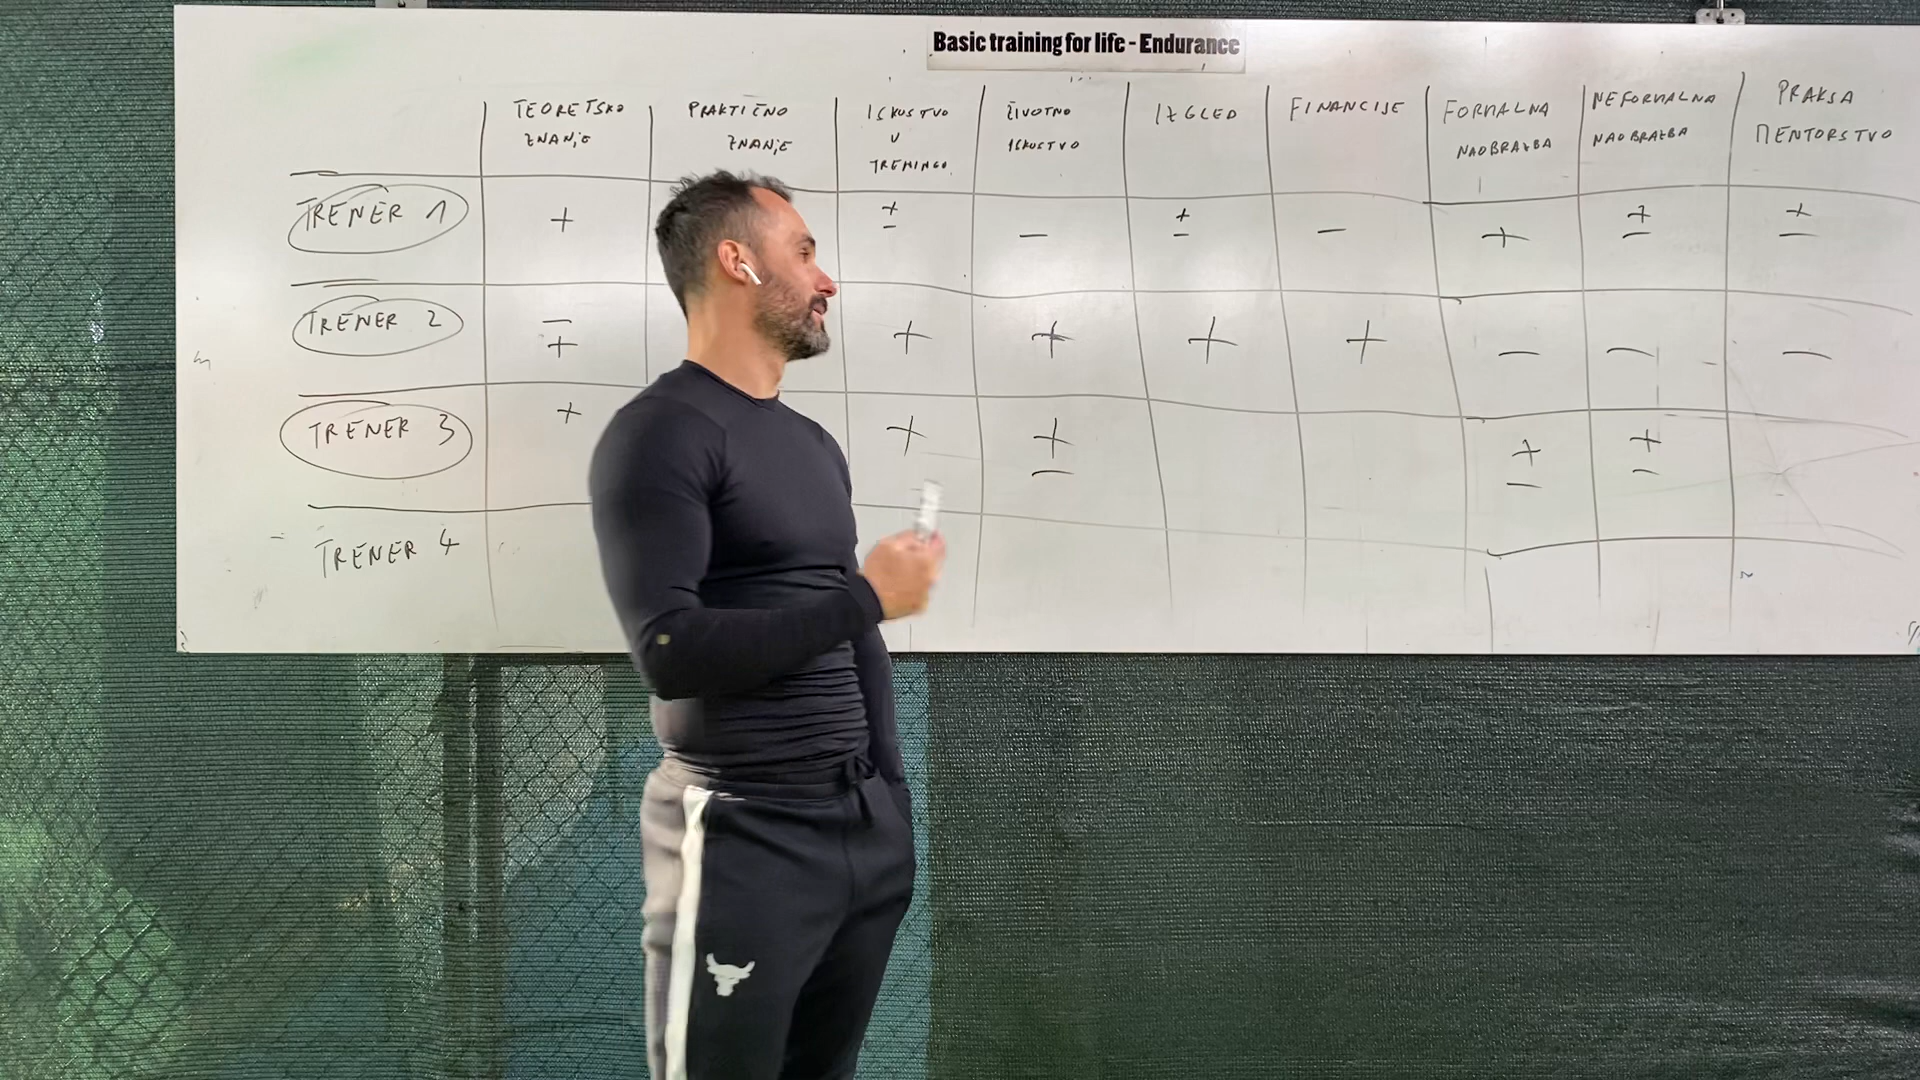 Basic training for life - Endurance
TEORETSKO ZNANJE
PRAKTIČNO ZNANJE
ISKUSTVO U TRENINGU
ŽIVOTNO ISKUSTVO
IZGLED
FINANCIJE
FORMALNA NAOBRAZBA
NEFORMALNA NAOBRAZBA
PRAKSA MENTORSTVO
TRENER 1 + ± - ± - + ± ±
TRENER 2 ∓ + + + + - - -
TRENER 3 + + ± ± ±
TRENER 4